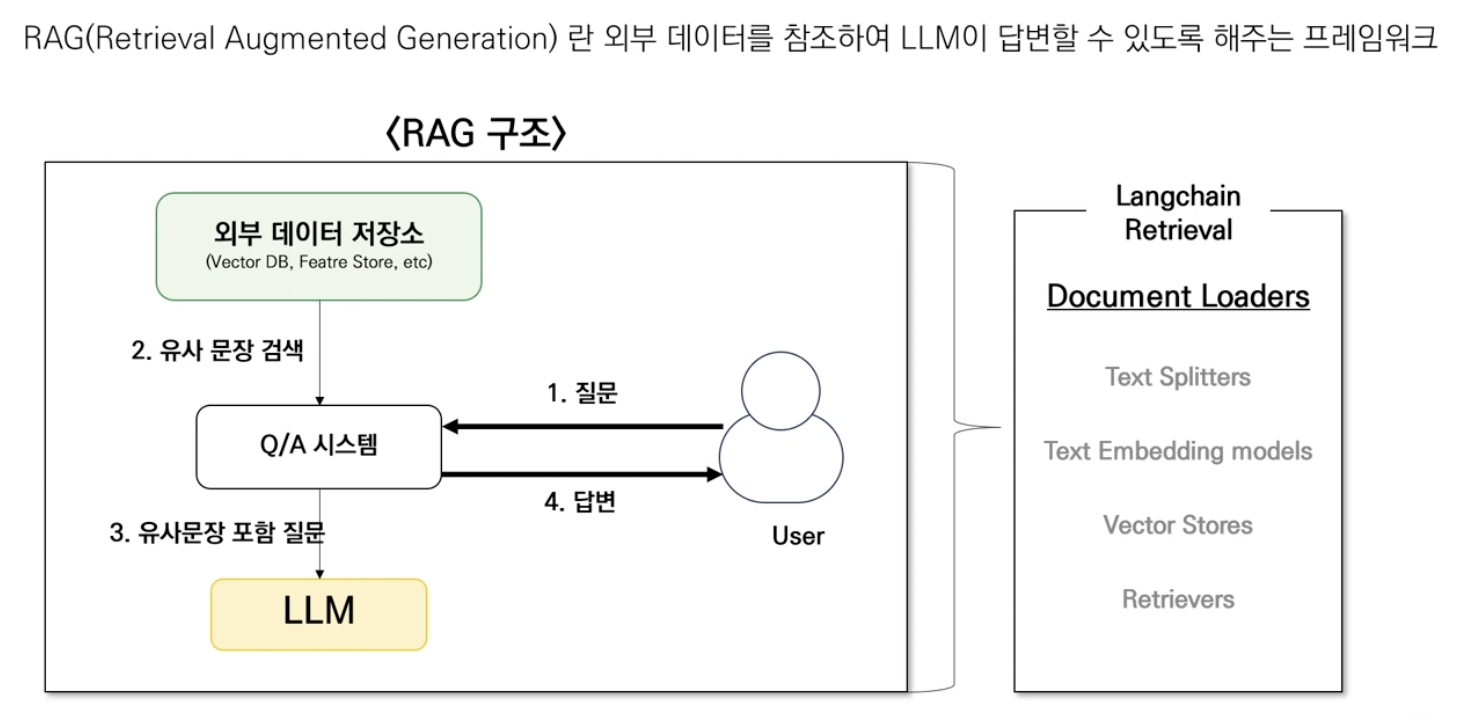 RAG(Retrieval Augmented Generation) 란 외부 데이터를 참조하여 LLM이 답변할 수 있도록 해주는 프레임워크
〈RAG 구조〉
외부 데이터 저장소
(Vector DB, Featre Store, etc)
2. 유사 문장 검색
1. 질문
Q/A 시스템
4. 답변
3. 유사문장 포함 질문
User
LLM
Langchain
Retrieval
Document Loaders
Text Splitters
Text Embedding models
Vector Stores
Retrievers